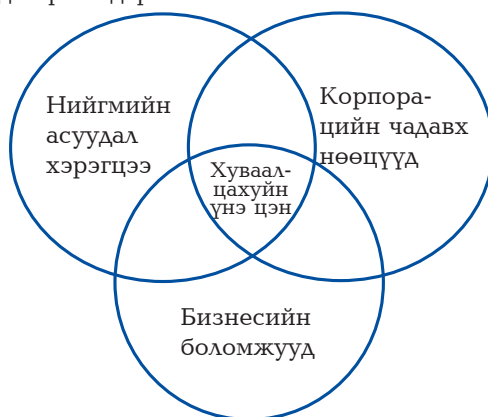 Нийгмийн
асуудал
хэрэгцээ
Корпора-
цийн чадавх
нөөцүүд
Хуваал-
цахуйн
үнэ цэн
Бизнесийн
боломжууд